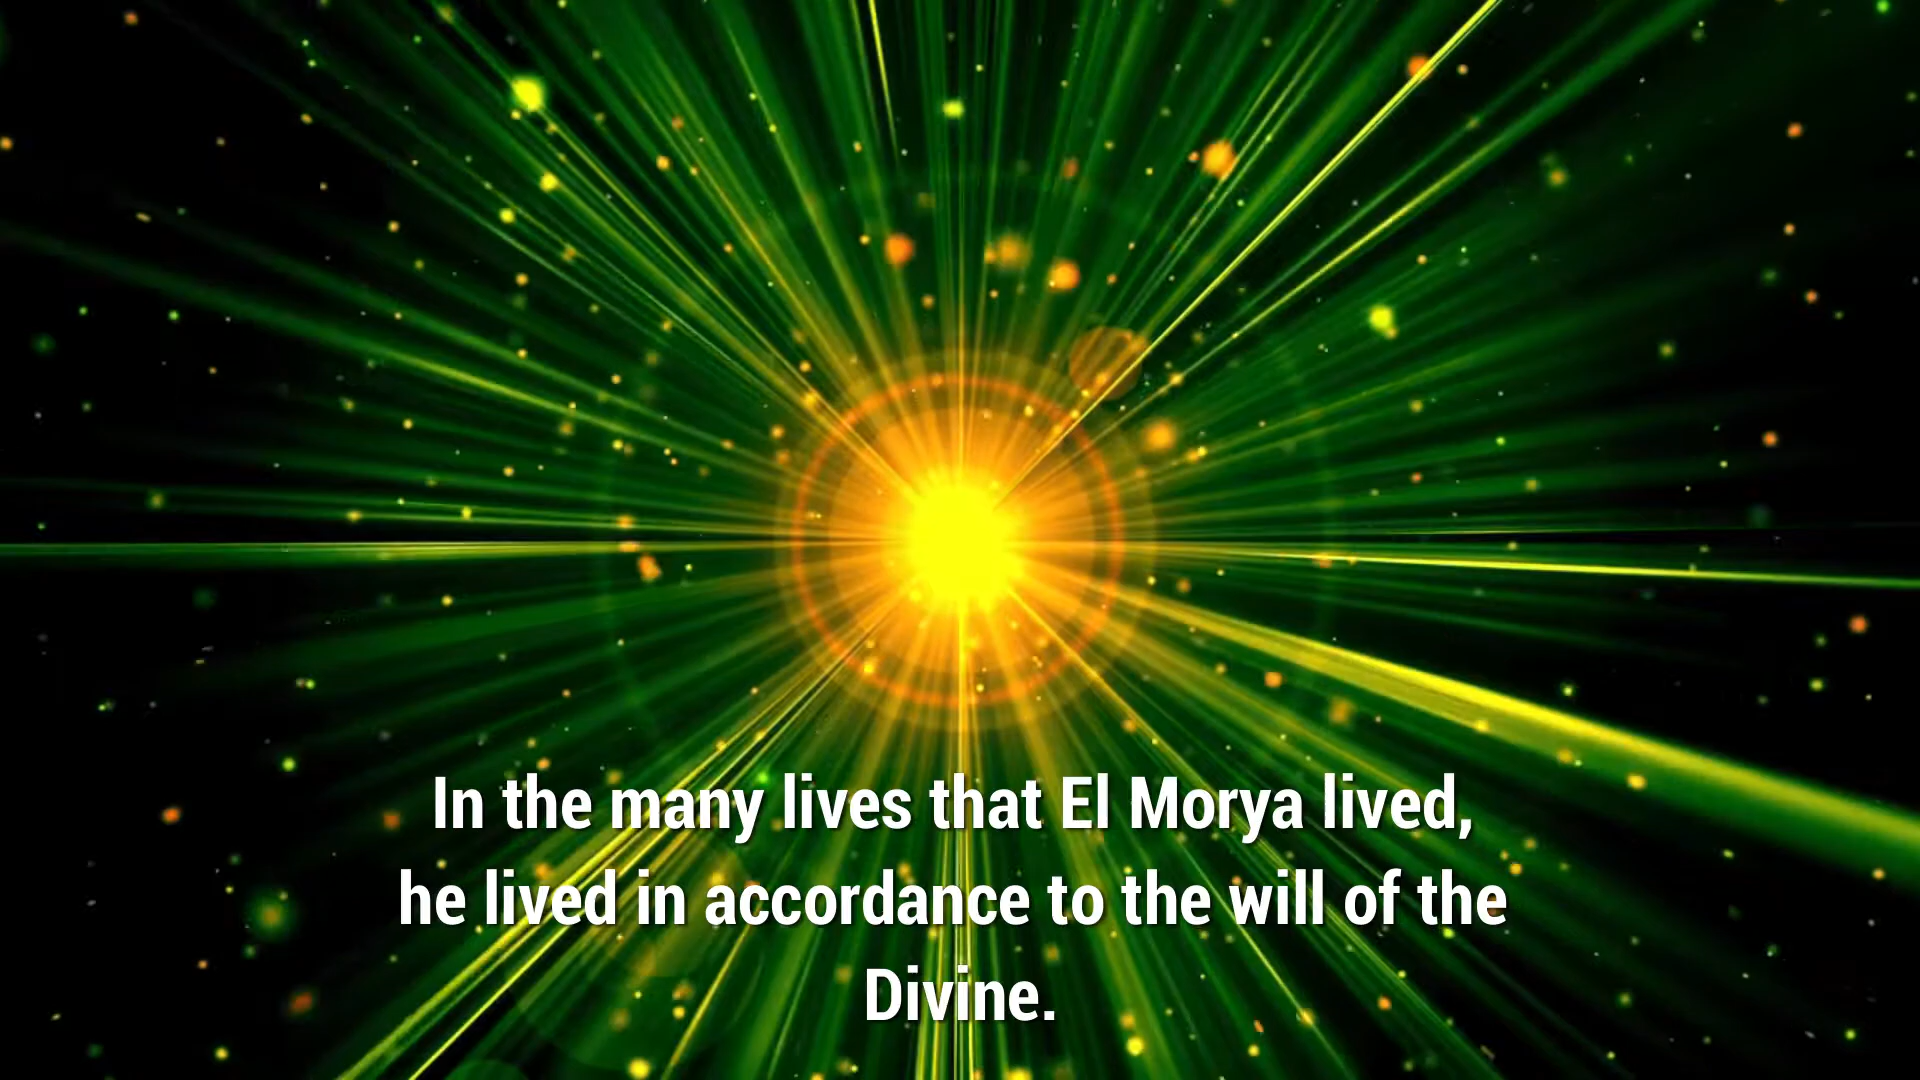 In the many lives that El Morya lived,
he lived in accordance to the will of the
Divine.